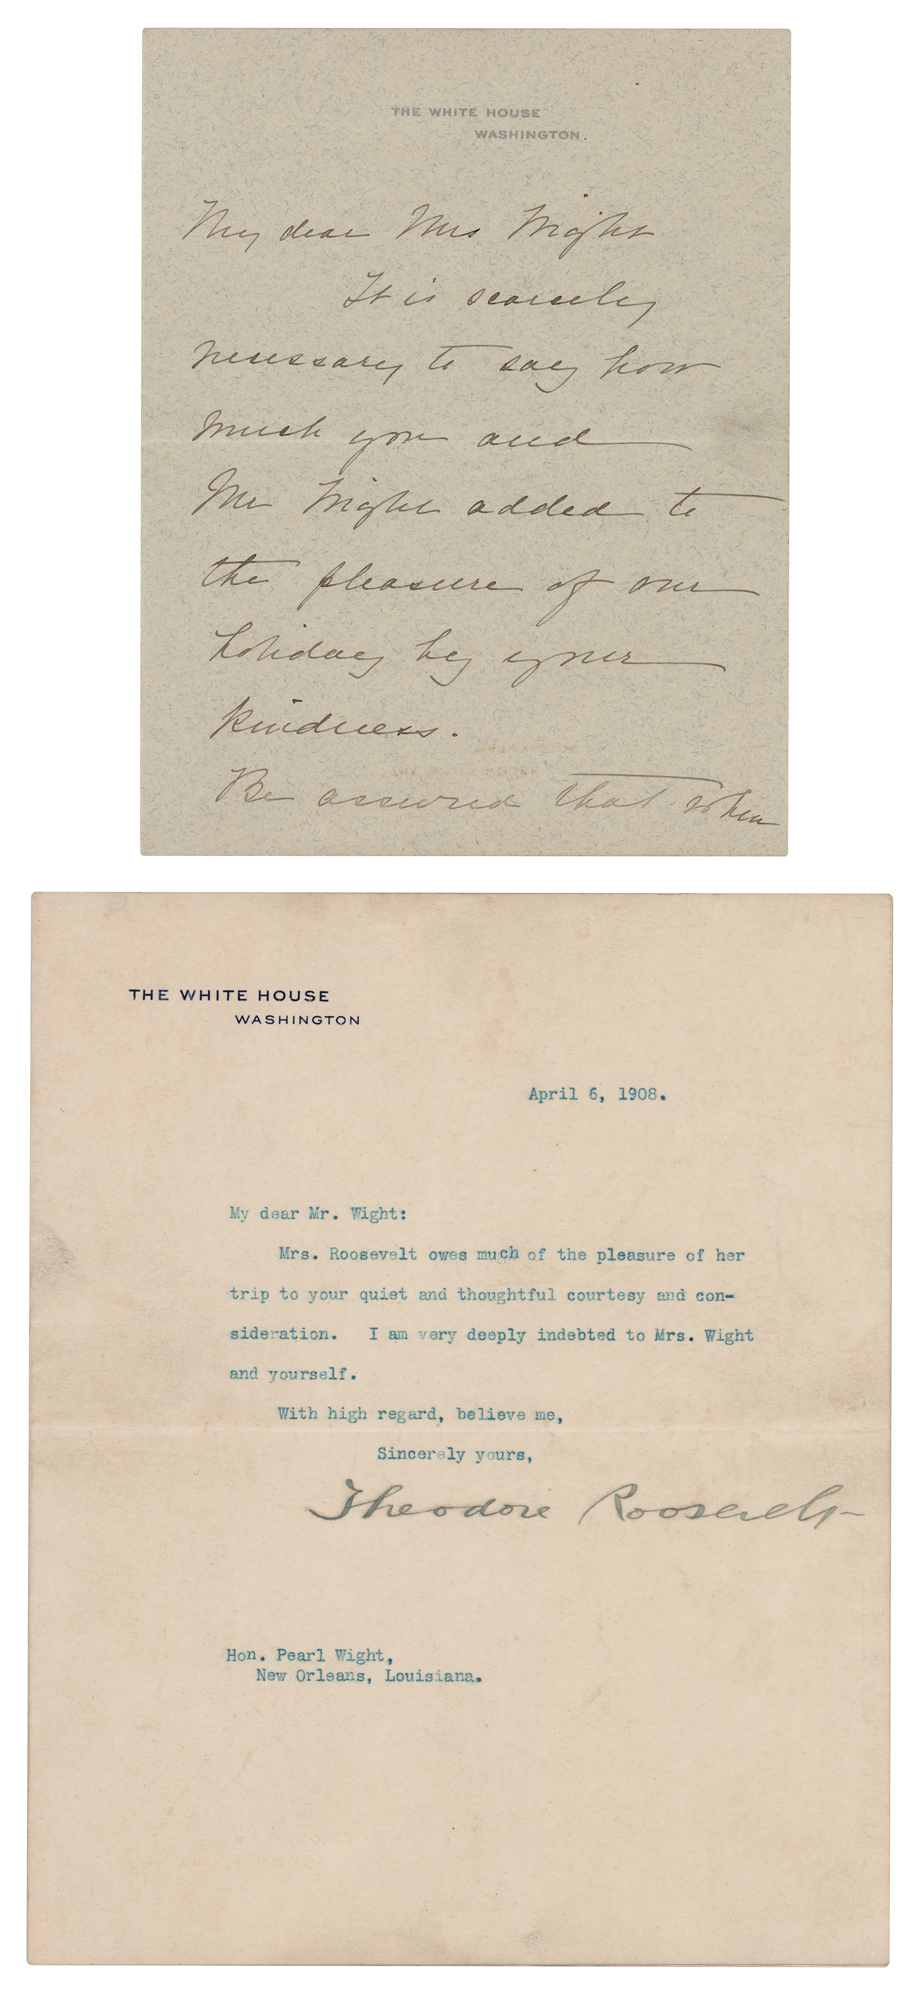 THE WHITE HOUSE
WASHINGTON.
My dear Mrs Wight
It is scarcely
necessary to say how
much you and
Mr Wight added to
the pleasure of our
holiday by your
kindness.
Be assured that when
THE WHITE HOUSE
WASHINGTON
April 6, 1908.
My dear Mr. Wight:
Mrs. Roosevelt owes much of the pleasure of her
trip to your quiet and thoughtful courtesy and con-
sideration. I am very deeply indebted to Mrs. Wight
and yourself.
With high regard, believe me,
Sincerely yours,
Theodore Roosevelt
Hon. Pearl Wight,
New Orleans, Louisiana.